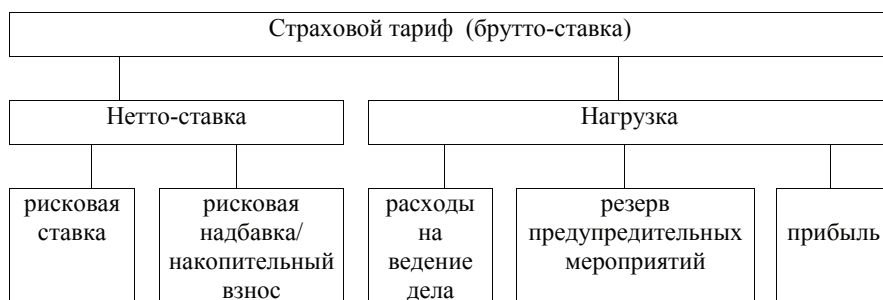 Страховой тариф (брутто-ставка)
Нетто-ставка
Нагрузка
рисковая
ставка
рисковая
надбавка/
накопительный
взнос
расходы
на
ведение
дела
резерв
предупредительных
мероприятий
прибыль